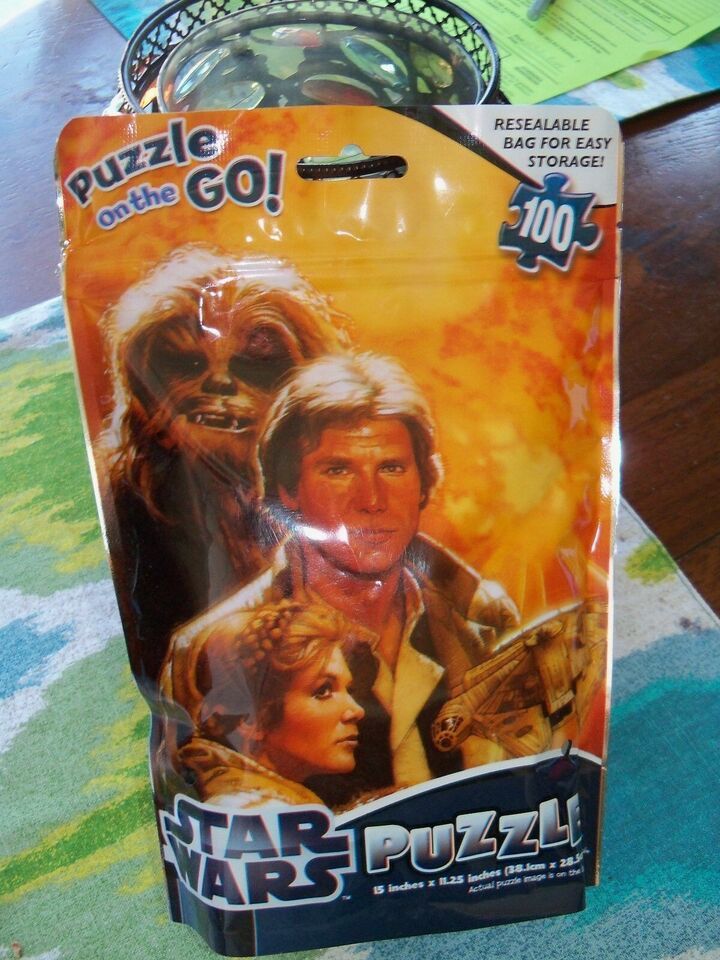 Puzzle
on the GO!
RESEALABLE
BAG FOR EASY
STORAGE!
100
STAR
WARS™
PUZZLE
15 inches x 11.25 inches (38.1cm x 28.5
Actual puzzle image is on the